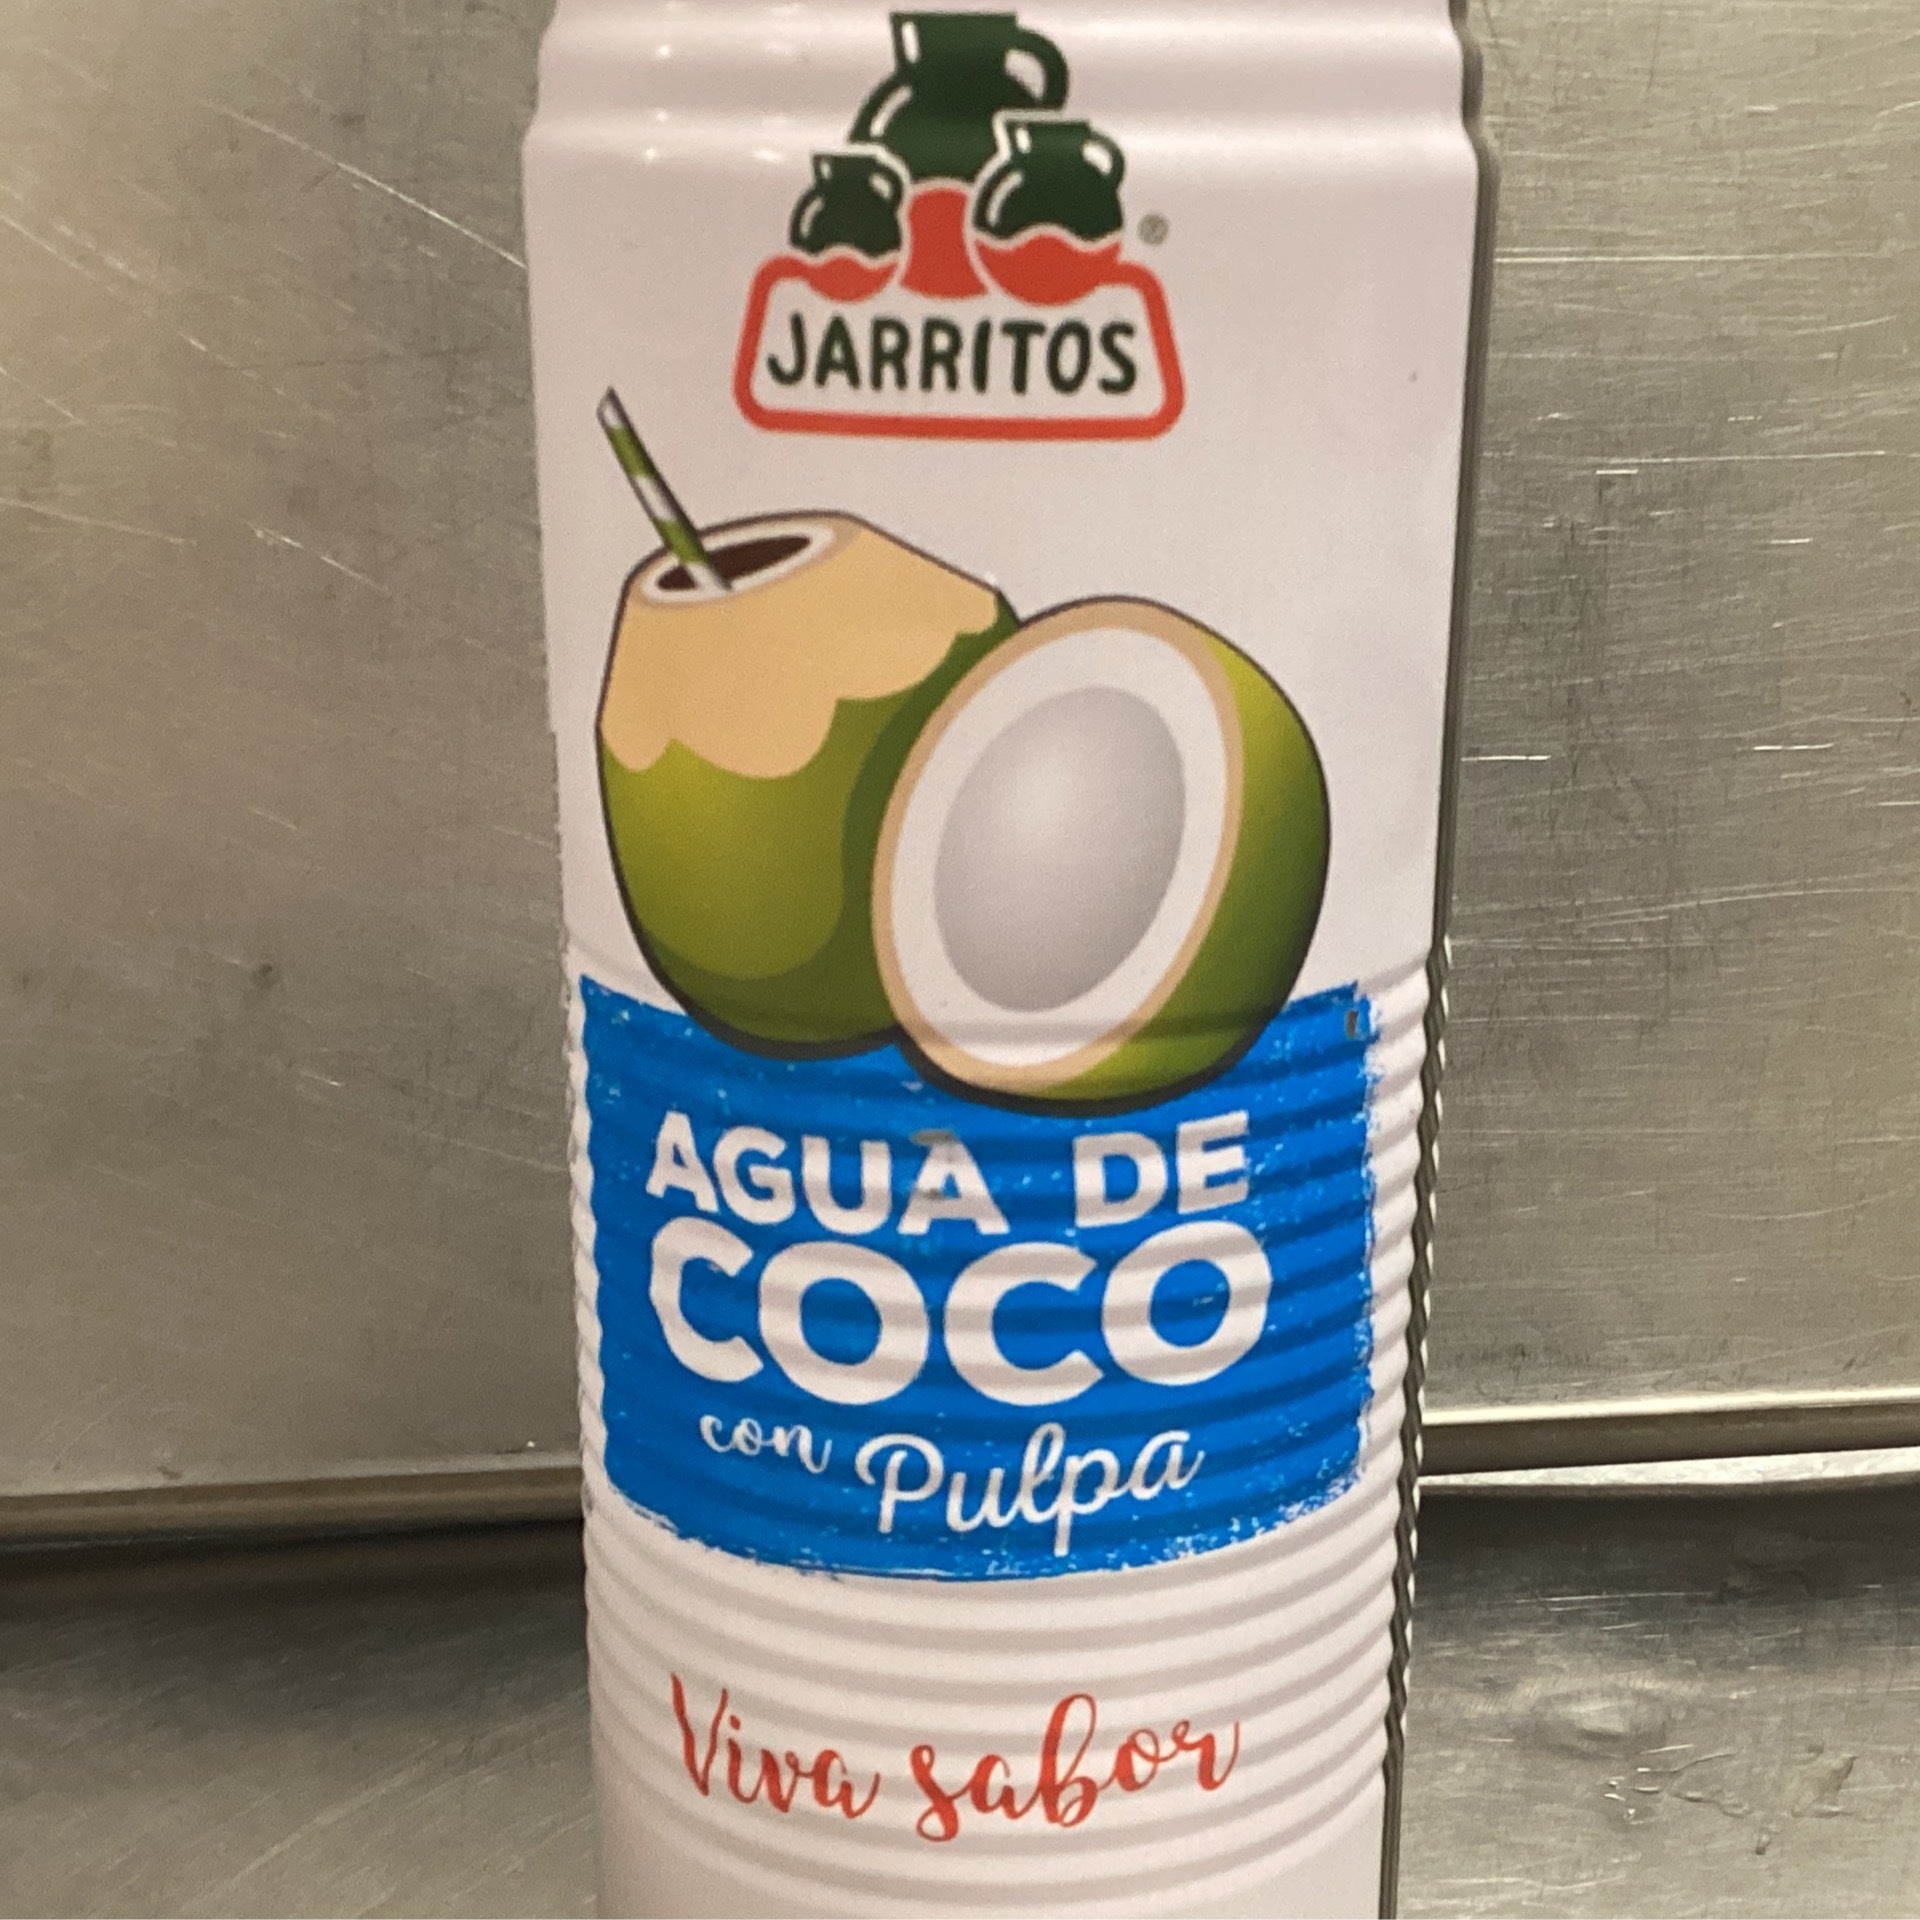 ®
JARRITOS
AGUA DE
COCO
con Pulpa
Viva sabor